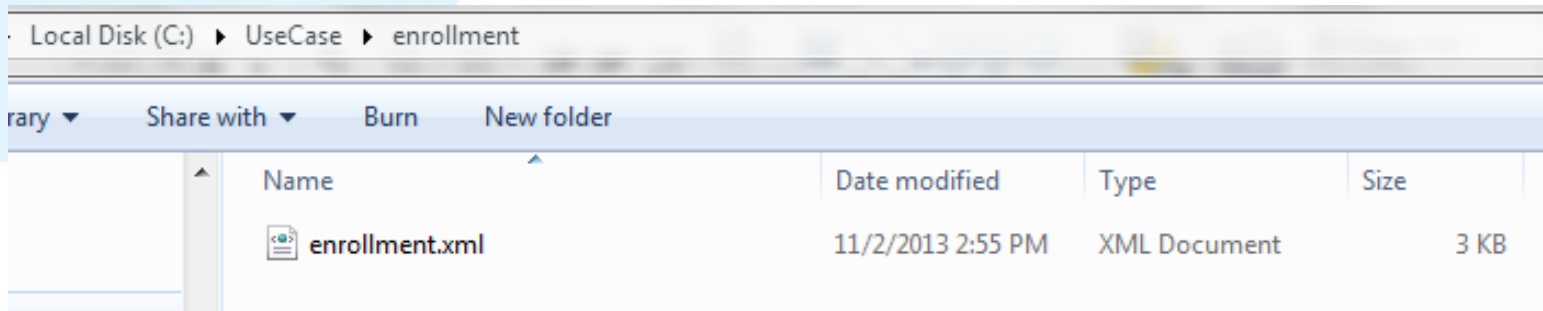 Local Disk (C:) ▸ UseCase ▸ enrollment
rary ▾ Share with ▾ Burn New folder
Name Date modified Type Size
enrollment.xml 11/2/2013 2:55 PM XML Document 3 KB